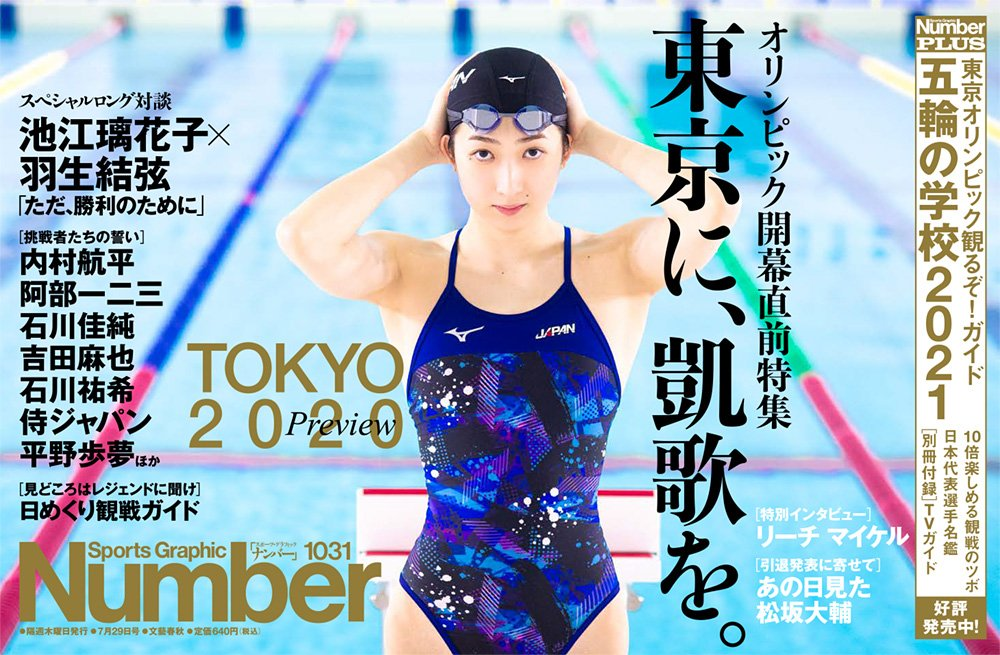 スペシャルロング対談
池江璃花子×
羽生結弦
「ただ、勝利のために」
[挑戦者たちの誓い]
内村航平
阿部一二三
石川佳純
吉田麻也
石川祐希
侍ジャパン
平野歩夢ほか
[見どころはレジェンドに聞け]
日めくり観戦ガイド
TOKYO
2020
Preview
Sports Graphic
[スポーツ・グラフィック
「ナンバー」]
1031
Number
●隔週木曜日発行 ●7月29日号 ●文藝春秋 ●定価640円(税込)
JAPAN
オリンピック開幕直前特集
東京に、凱歌を。
[特別インタビュー]
リーチ マイケル
[引退発表に寄せて]
あの日見た
松坂大輔
Sports Graphic
Number
PLUS
東京オリンピック観るぞ!ガイド
五輪の学校2021
10倍楽しめる観戦のツボ
日本代表選手名鑑
[別冊付録]TVガイド
好評
発売中!